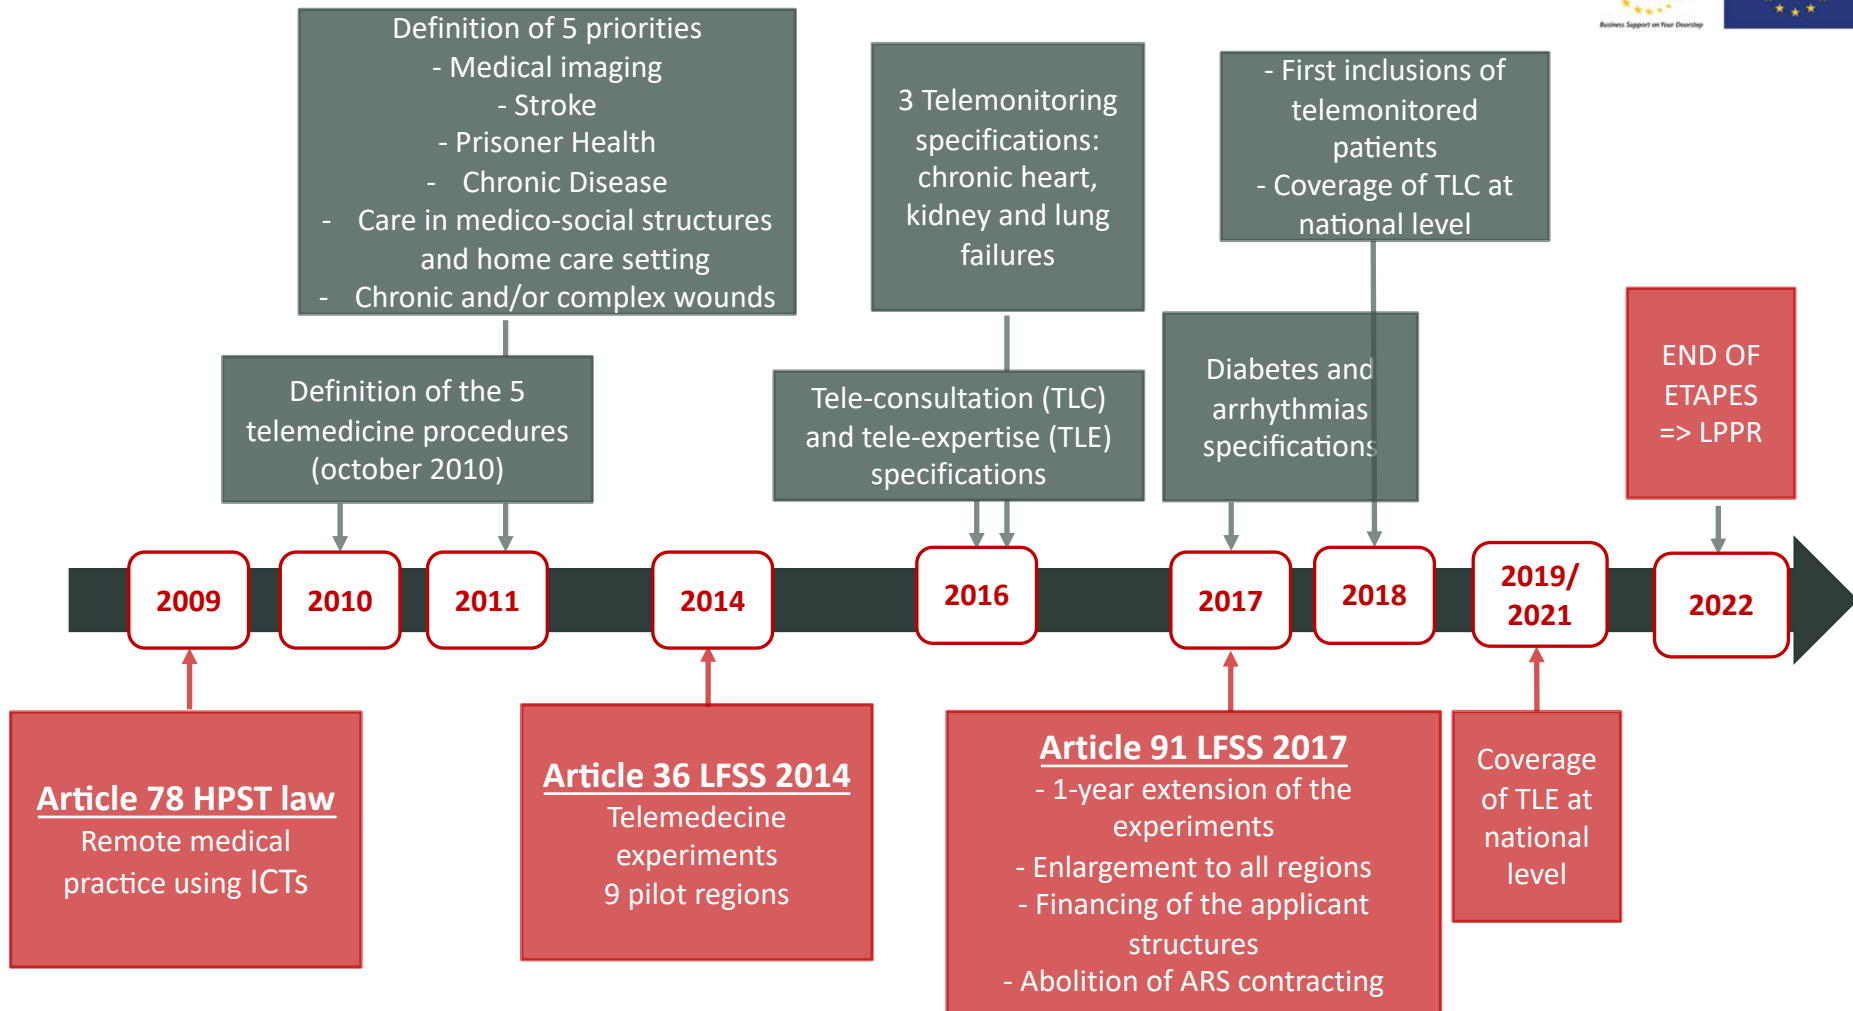 Business Support on Your Doorstep
Definition of 5 priorities
- Medical imaging
- Stroke
- Prisoner Health
- Chronic Disease
- Care in medico-social structures
and home care setting
- Chronic and/or complex wounds
3 Telemonitoring
specifications:
chronic heart,
kidney and lung
failures
- First inclusions of
telemonitored
patients
- Coverage of TLC at
national level
Definition of the 5
telemedicine procedures
(october 2010)
Tele-consultation (TLC)
and tele-expertise (TLE)
specifications
Diabetes and
arrhythmias
specifications
END OF
ETAPES
=> LPPR
2009
2010
2011
2014
2016
2017
2018
2019/
2021
2022
Article 78 HPST law
Remote medical
practice using ICTs
Article 36 LFSS 2014
Telemedecine
experiments
9 pilot regions
Article 91 LFSS 2017
- 1-year extension of the
experiments
- Enlargement to all regions
- Financing of the applicant
structures
- Abolition of ARS contracting
Coverage
of TLE at
national
level